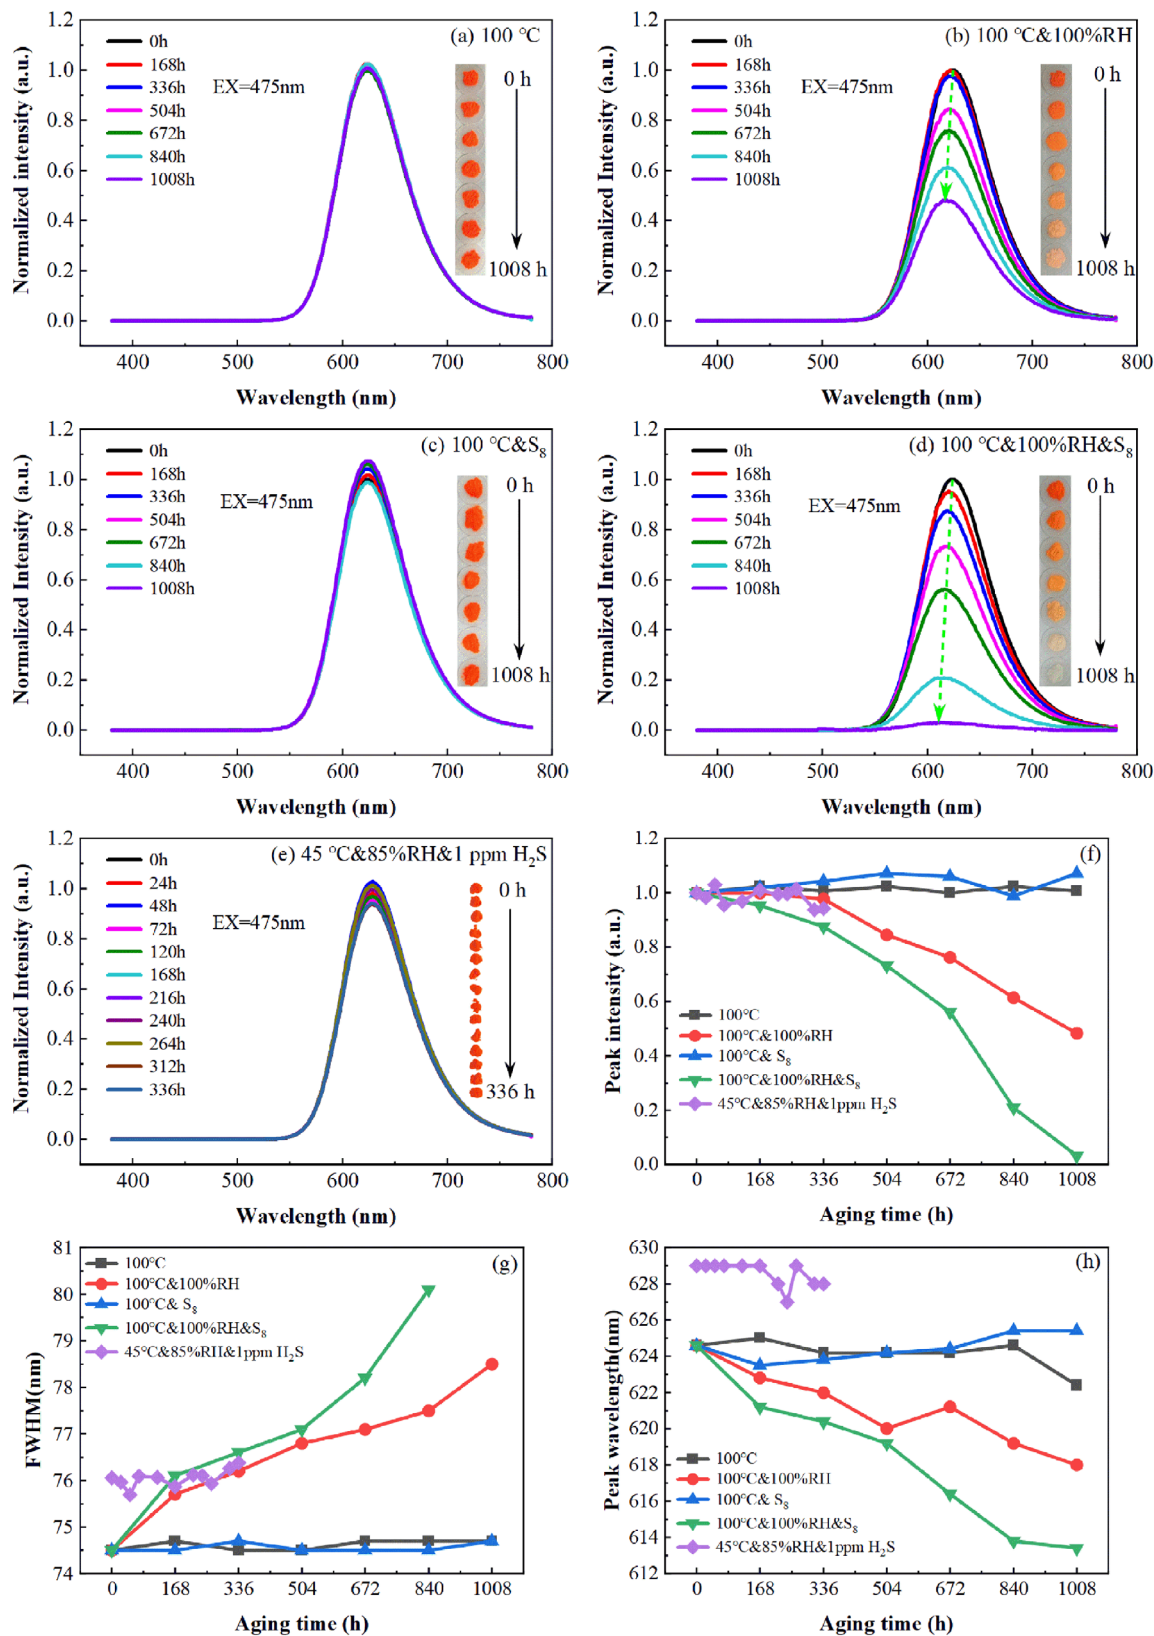 (a) 100 ℃
Normalized intensity (a.u.)
1.2
1.0
0.8
0.6
0.4
0.2
0.0
0h
168h
336h
504h
672h
840h
1008h
EX=475nm
0 h
1008 h
400 500 600 700 800
Wavelength (nm)
(b) 100 ℃&100%RH
Normalized Intensity (a.u.)
1.2
1.0
0.8
0.6
0.4
0.2
0.0
0h
168h
336h
504h
672h
840h
1008h
EX=475nm
0 h
1008 h
400 500 600 700 800
Wavelength (nm)
(c) 100 ℃&S8
Normalized Intensity (a.u.)
1.2
1.0
0.8
0.6
0.4
0.2
0.0
0h
168h
336h
504h
672h
840h
1008h
EX=475nm
0 h
1008 h
400 500 600 700 800
Wavelength (nm)
(d) 100 ℃&100%RH&S8
Normalized Intensity (a.u.)
1.2
1.0
0.8
0.6
0.4
0.2
0.0
0h
168h
336h
504h
672h
840h
1008h
EX=475nm
0 h
1008 h
400 500 600 700 800
Wavelength (nm)
(e) 45 ℃&85%RH&1 ppm H2S
Normalized Intensity (a.u.)
1.2
1.0
0.8
0.6
0.4
0.2
0.0
0h
24h
48h
72h
120h
168h
216h
240h
264h
312h
336h
EX=475nm
0 h
336 h
400 500 600 700 800
Wavelength (nm)
(f)
Peak intensity (a.u.)
1.2
1.0
0.8
0.6
0.4
0.2
0.0
100℃
100℃&100%RH
100℃& S8
100℃&100%RH&S8
45℃&85%RH&1ppm H2S
0 168 336 504 672 840 1008
Aging time (h)
(g)
FWHM(nm)
81
80
79
78
77
76
75
74
100℃
100℃&100%RH
100℃& S8
100℃&100%RH&S8
45℃&85%RH&1ppm H2S
0 168 336 504 672 840 1008
Aging time (h)
(h)
Peak wavelength(nm)
630
628
626
624
622
620
618
616
614
612
100℃
100℃&100%RH
100℃& S8
100℃&100%RH&S8
45℃&85%RH&1ppm H2S
0 168 336 504 672 840 1008
Aging time (h)